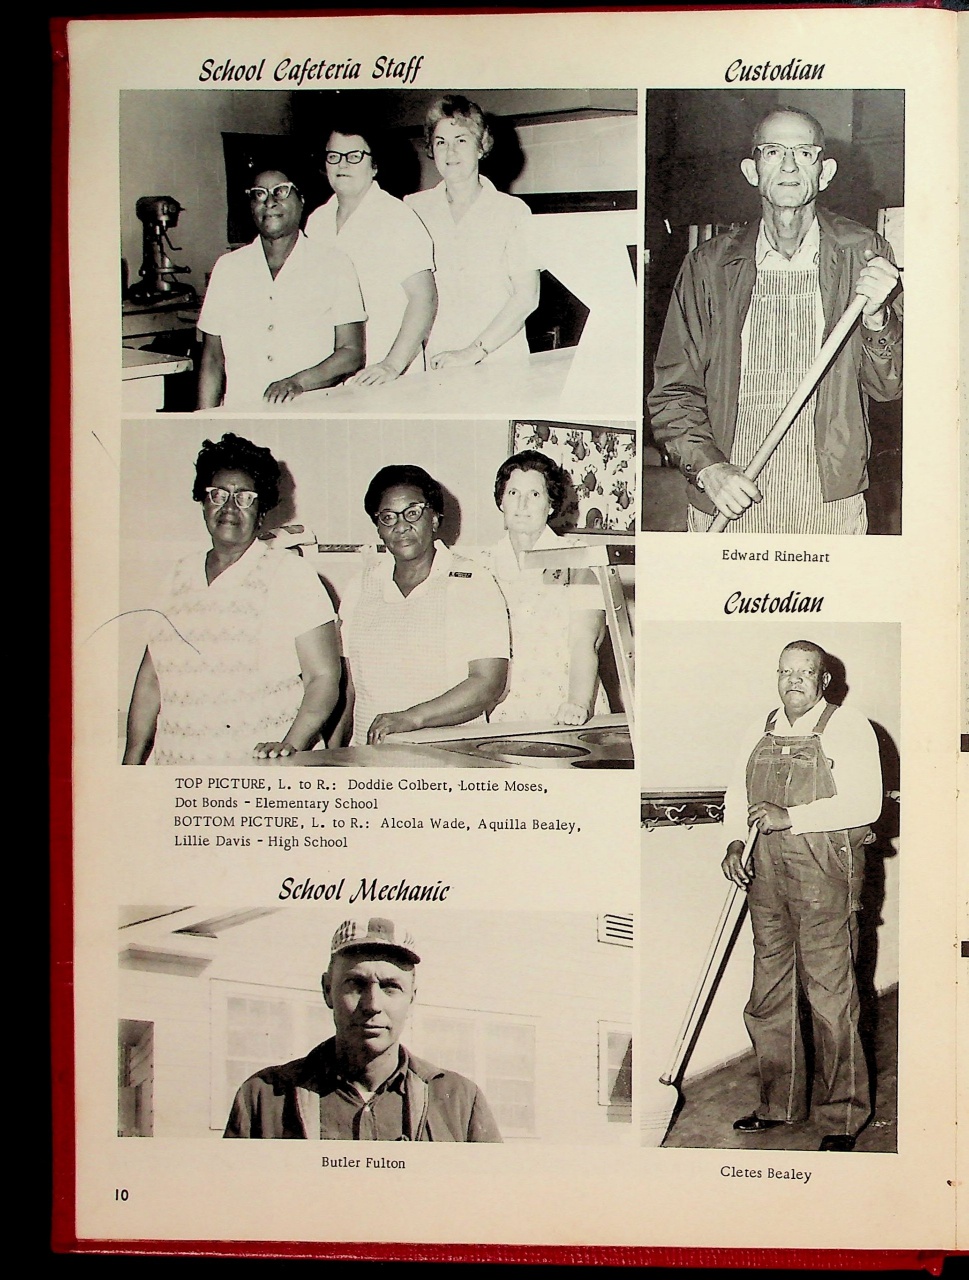 School Cafeteria Staff
TOP PICTURE, L. to R.: Doddie Colbert, Lottie Moses,
Dot Bonds - Elementary School
BOTTOM PICTURE, L. to R.: Alcola Wade, Aquilla Bealey,
Lillie Davis - High School
School Mechanic
Butler Fulton
Custodian
Edward Rinehart
Custodian
Cletes Bealey
10